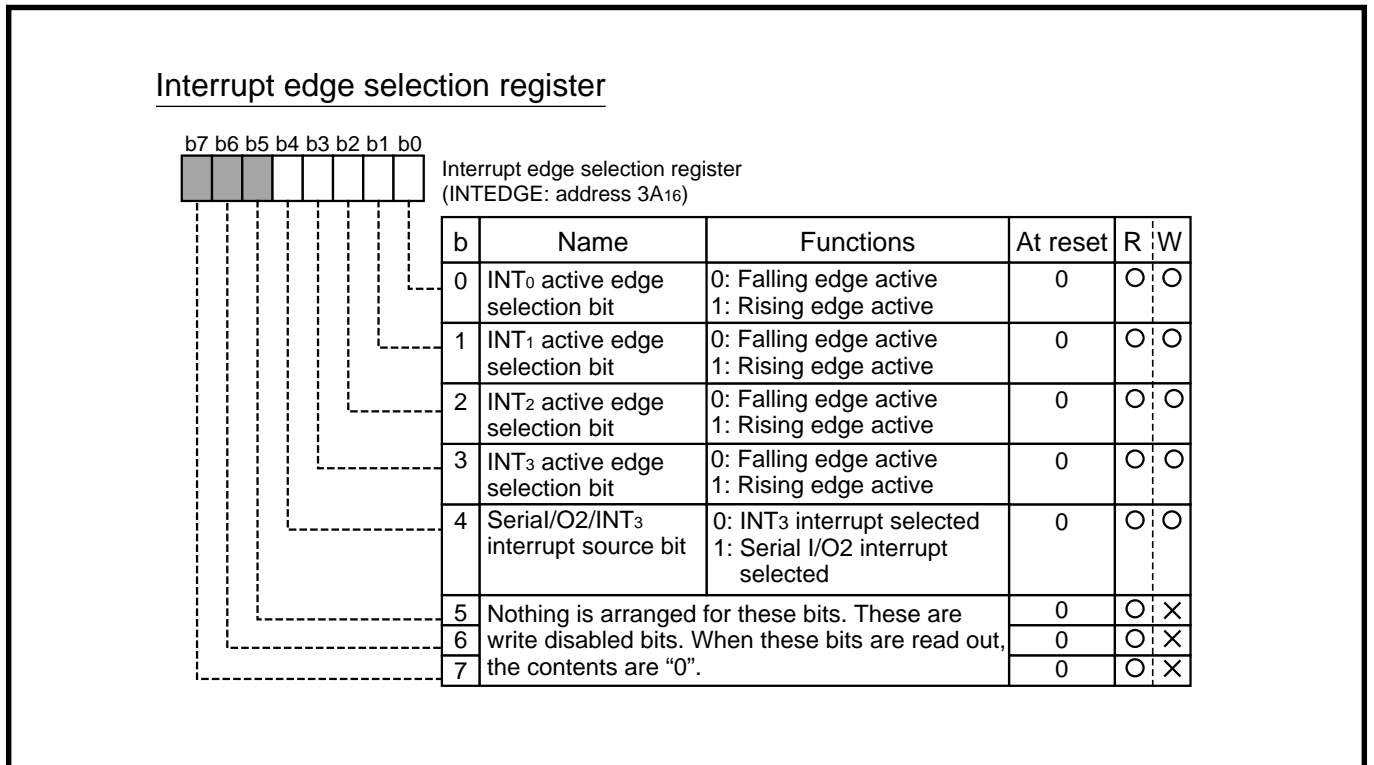 Interrupt edge selection register
b7 b6 b5 b4 b3 b2 b1 b0
Interrupt edge selection register
(INTEDGE: address 3A16)
b Name Functions At reset R W
0 INT0 active edge 0: Falling edge active 0 O O
selection bit 1: Rising edge active
1 INT1 active edge 0: Falling edge active 0 O O
selection bit 1: Rising edge active
2 INT2 active edge 0: Falling edge active 0 O O
selection bit 1: Rising edge active
3 INT3 active edge 0: Falling edge active 0 O O
selection bit 1: Rising edge active
4 Serial/O2/INT3 0: INT3 interrupt selected 0 O O
interrupt source bit 1: Serial I/O2 interrupt
selected
5 Nothing is arranged for these bits. These are 0 O ×
6 write disabled bits. When these bits are read out, 0 O ×
7 the contents are “0”. 0 O ×